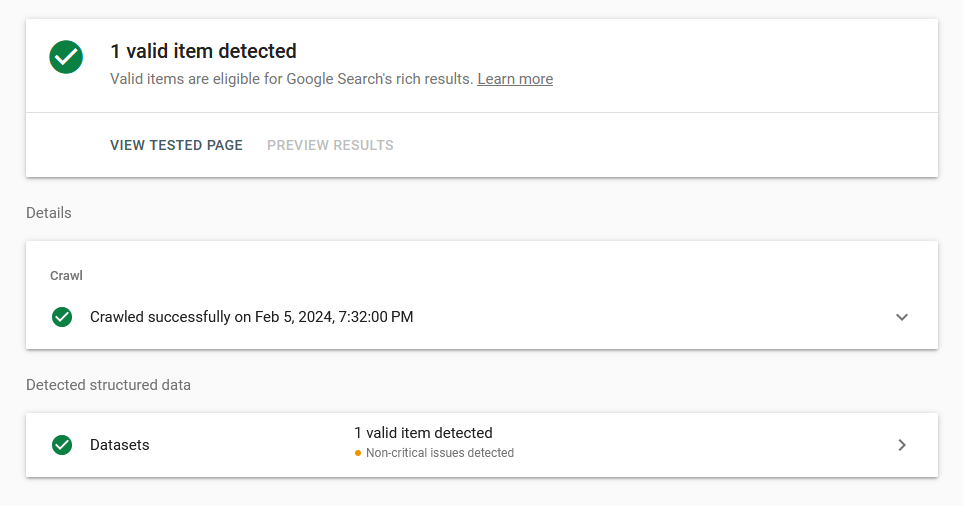 1 valid item detected
Valid items are eligible for Google Search's rich results. Learn more
VIEW TESTED PAGE PREVIEW RESULTS
Details
Crawl
Crawled successfully on Feb 5, 2024, 7:32:00 PM
Detected structured data
Datasets
1 valid item detected
Non-critical issues detected